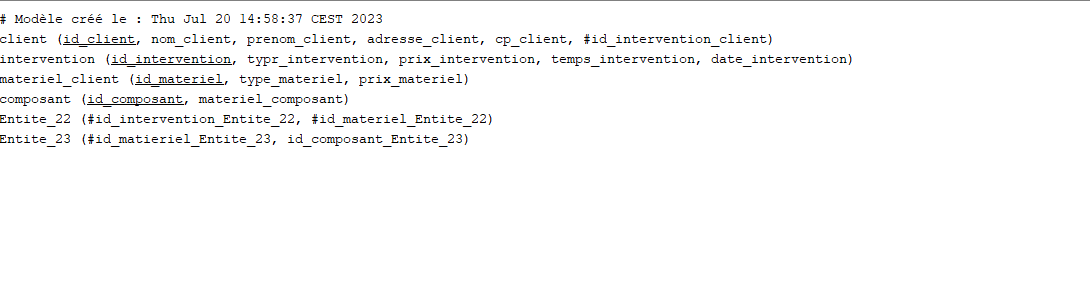 # Modèle créé le : Thu Jul 20 14:58:37 CEST 2023
client (id_client, nom_client, prenom_client, adresse_client, cp_client, #id_intervention_client)
intervention (id_intervention, typr_intervention, prix_intervention, temps_intervention, date_intervention)
materiel_client (id_materiel, type_materiel, prix_materiel)
composant (id_composant, materiel_composant)
Entite_22 (#id_intervention_Entite_22, #id_materiel_Entite_22)
Entite_23 (#id_matieriel_Entite_23, id_composant_Entite_23)